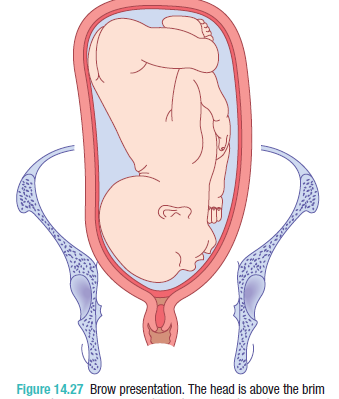 Figure 14.27 Brow presentation. The head is above the brim